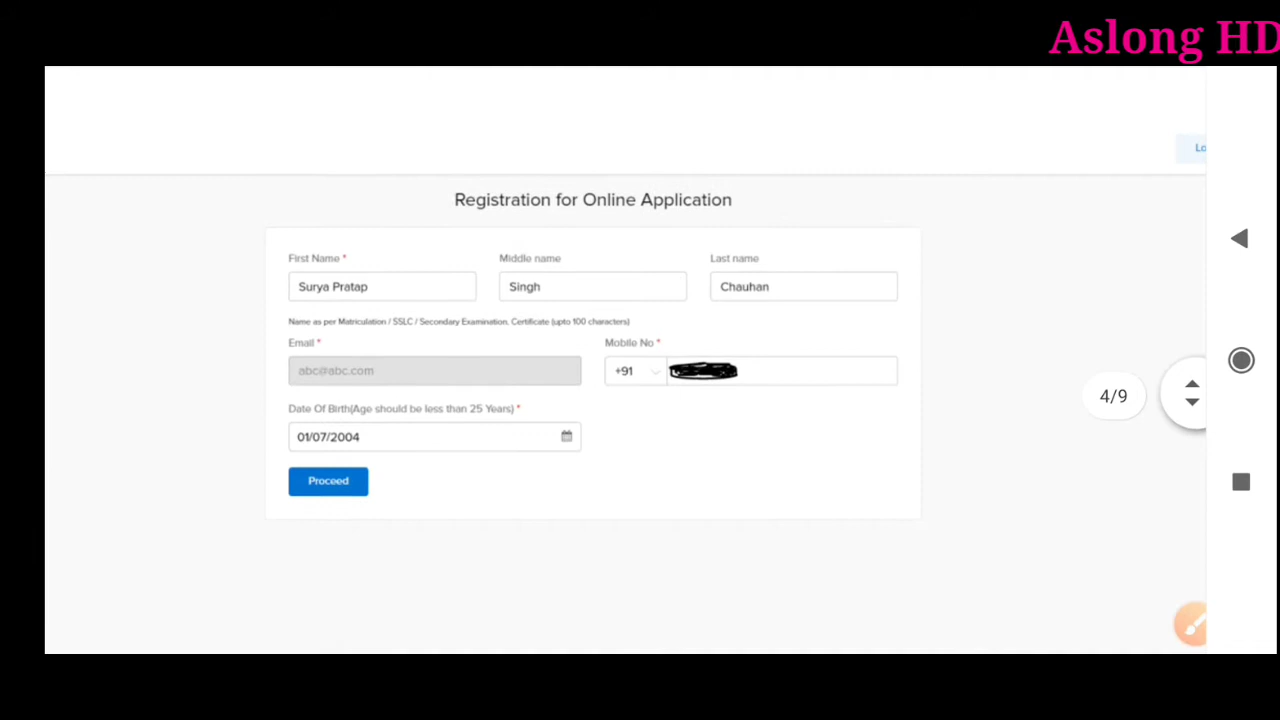 Aslong HD
Lo
Registration for Online Application
First Name *
Middle name
Last name
Surya Pratap
Singh
Chauhan
Name as per Matriculation / SSLC / Secondary Examination. Certificate (upto 100 characters)
Email *
Mobile No *
abc@abc.com
+91
Date Of Birth(Age should be less than 25 Years) *
4/9
01/07/2004
Proceed